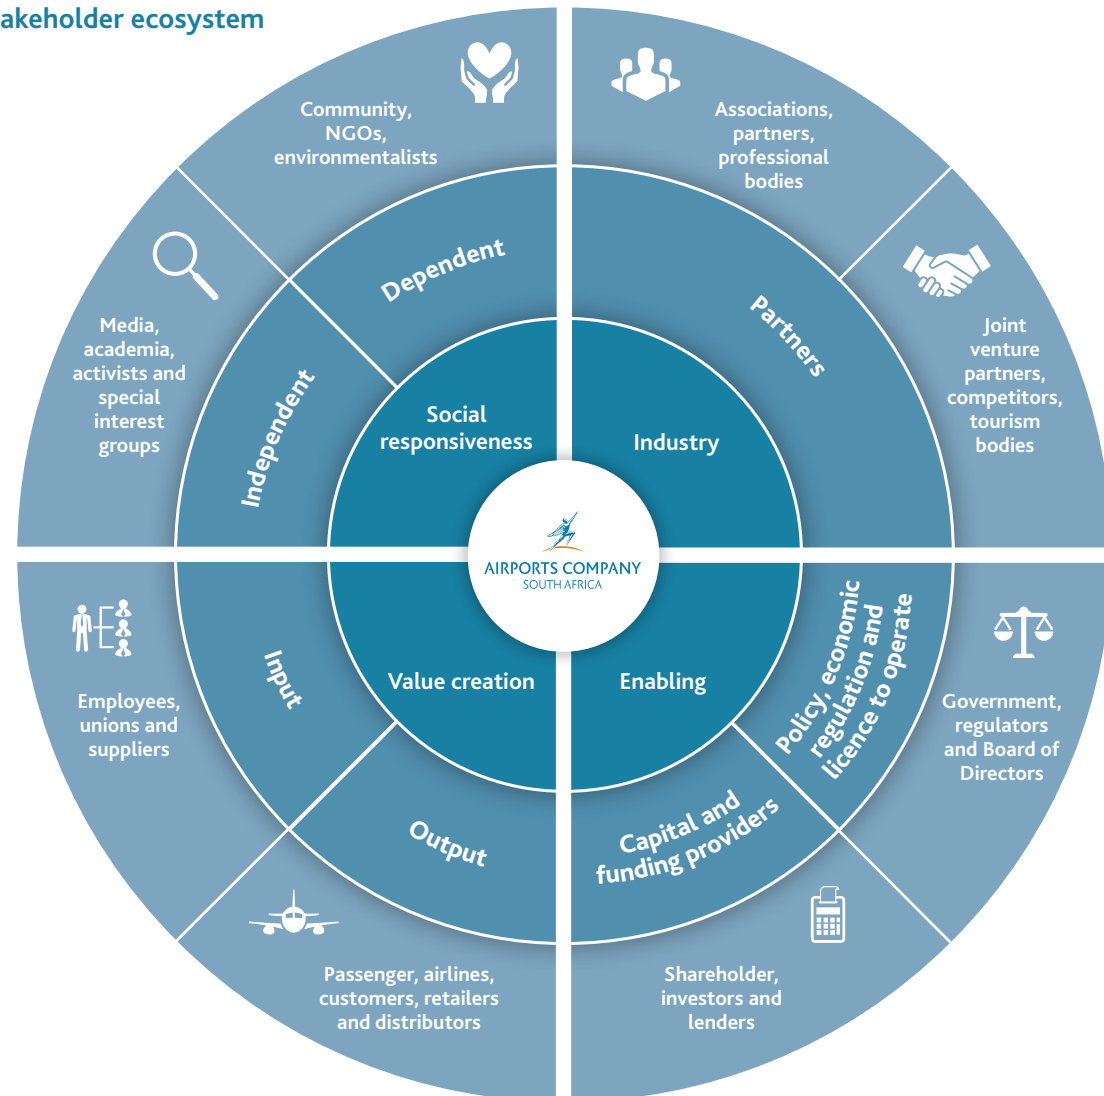 akeholder ecosystem
Community,
NGOs,
environmentalists
Associations,
partners,
professional
bodies
Dependent
Partners
Media,
academia,
activists and
special
interest
groups
Independent
Joint
venture
partners,
competitors,
tourism
bodies
Social
responsiveness
Industry
AIRPORTS COMPANY
SOUTH AFRICA
Value creation
Enabling
Input
Policy, economic
regulation and
licence to operate
Employees,
unions and
suppliers
Government,
regulators
and Board of
Directors
Output
Capital and
funding providers
Passenger, airlines,
customers, retailers
and distributors
Shareholder,
investors and
lenders